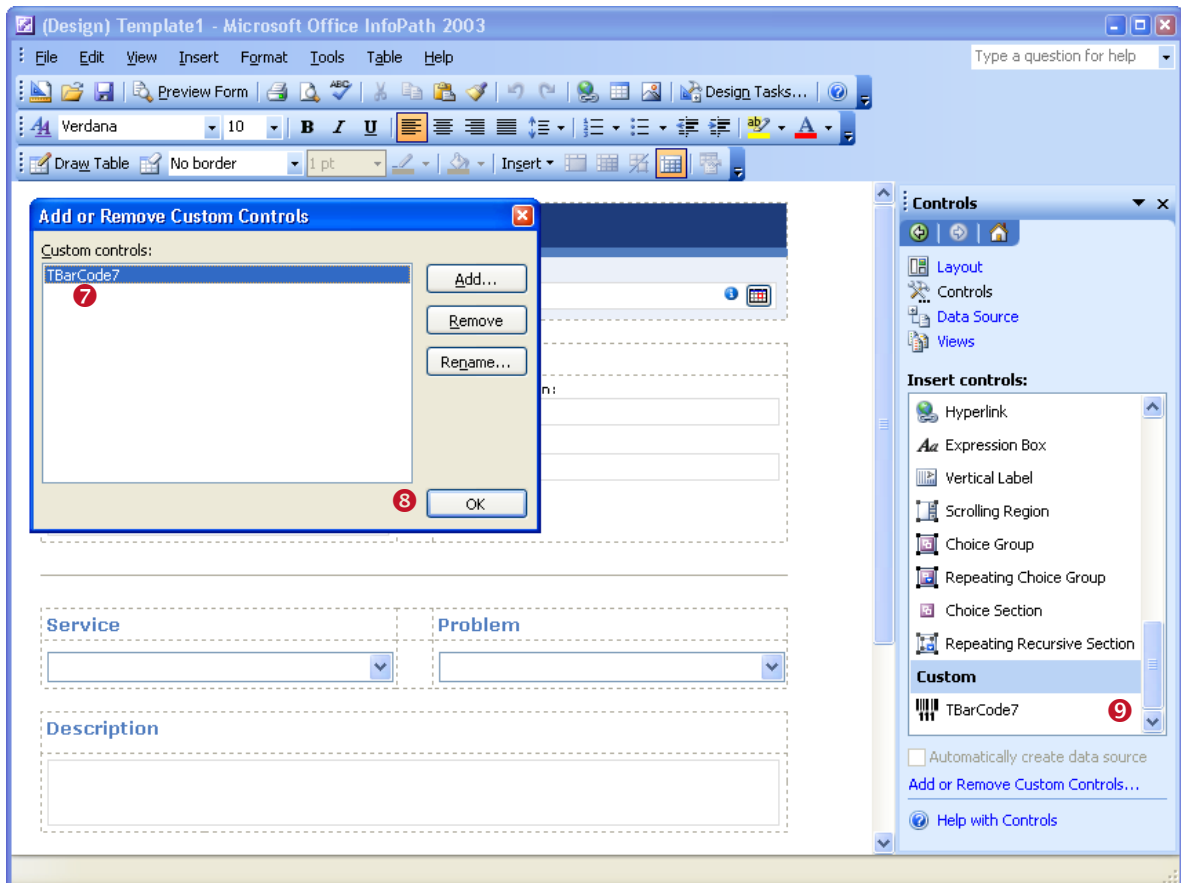 (Design) Template1 - Microsoft Office InfoPath 2003
File Edit View Insert Format Tools Table Help
Type a question for help
Preview Form ABC Design Tasks...
Verdana 10 B I U ab A
Draw Table No border 1 pt Insert
Add or Remove Custom Controls
Custom controls:
TBarCode7
7
Add...
Remove
Rename...
8
OK
n:
Service Problem
Description
Controls
Layout
Controls
Data Source
Views
Insert controls:
Hyperlink
Aa Expression Box
Vertical Label
Scrolling Region
Choice Group
Repeating Choice Group
Choice Section
Repeating Recursive Section
Custom
TBarCode7 9
Automatically create data source
Add or Remove Custom Controls...
Help with Controls